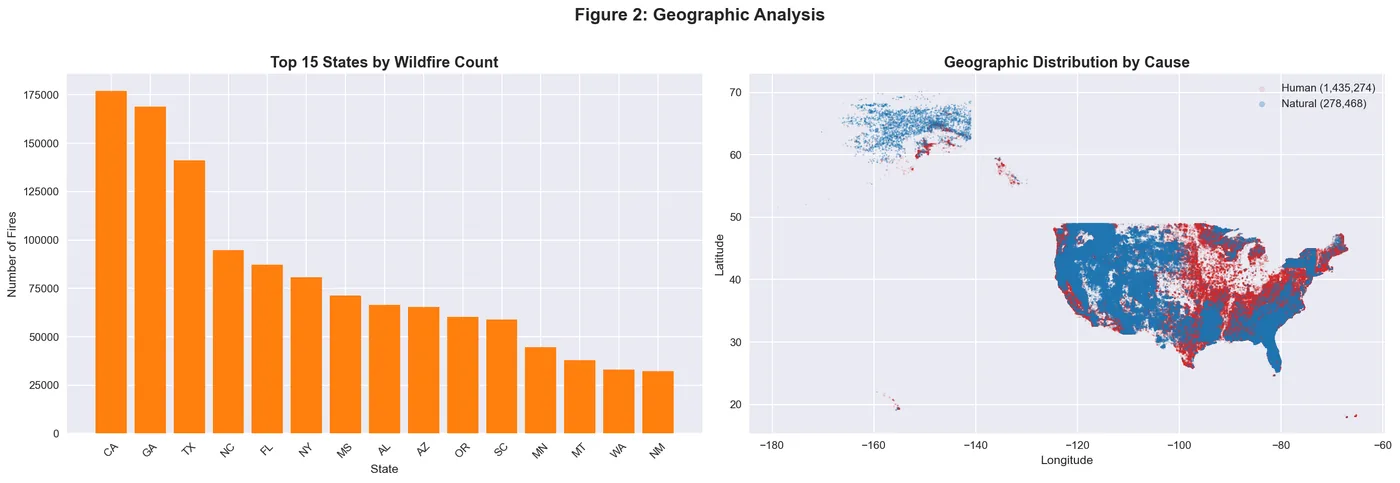 Figure 2: Geographic Analysis
Top 15 States by Wildfire Count
Number of Fires
175000
150000
125000
100000
75000
50000
25000
0
CA GA TX NC FL NY MS AL AZ OR SC MN MT WA NM
State
Geographic Distribution by Cause
Human (1,435,274)
Natural (278,468)
Latitude
70
60
50
40
30
20
−180 −160 −140 −120 −100 −80 −60
Longitude